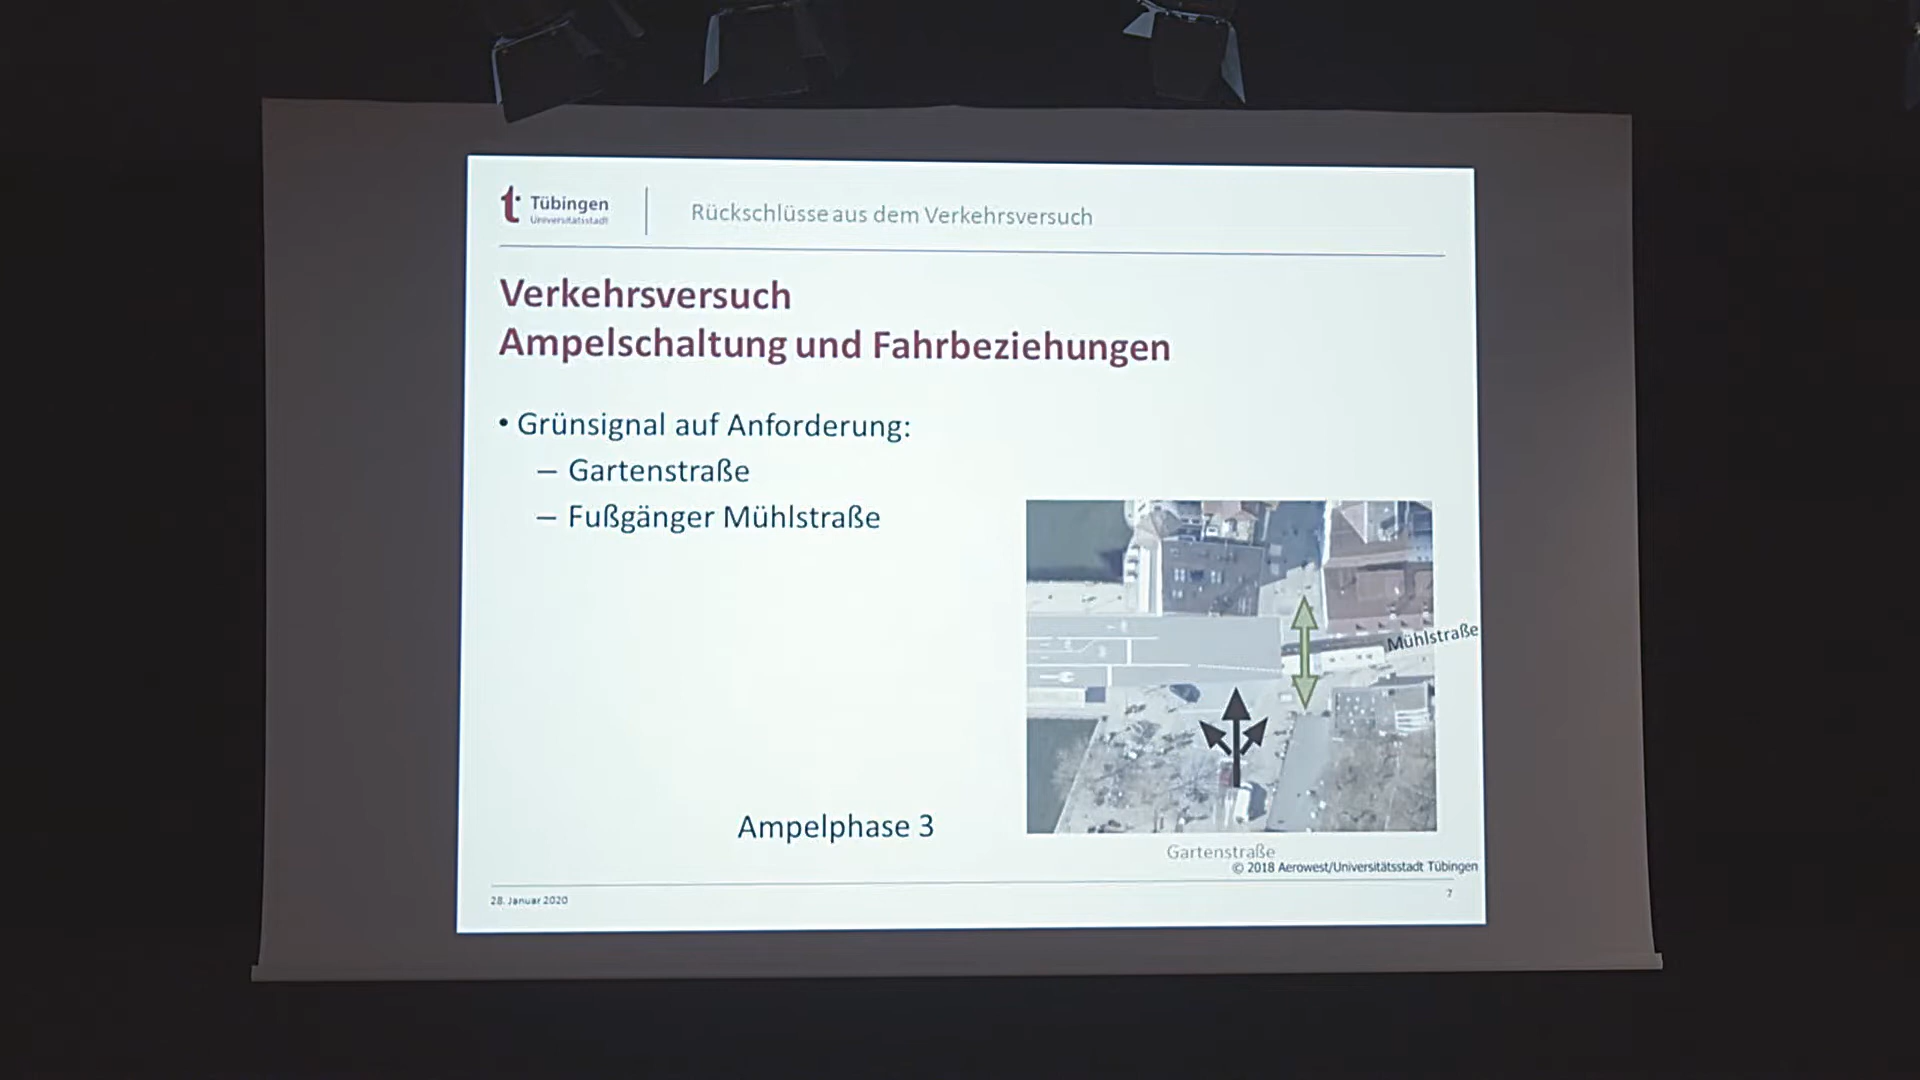 Tübingen
Universitätsstadt
Rückschlüsse aus dem Verkehrsversuch
Verkehrsversuch
Ampelschaltung und Fahrbeziehungen
• Grünsignal auf Anforderung:
– Gartenstraße
– Fußgänger Mühlstraße
Mühlstraße
Ampelphase 3
Gartenstraße
© 2018 Aerowest/Universitätsstadt Tübingen
28. Januar 2020
7